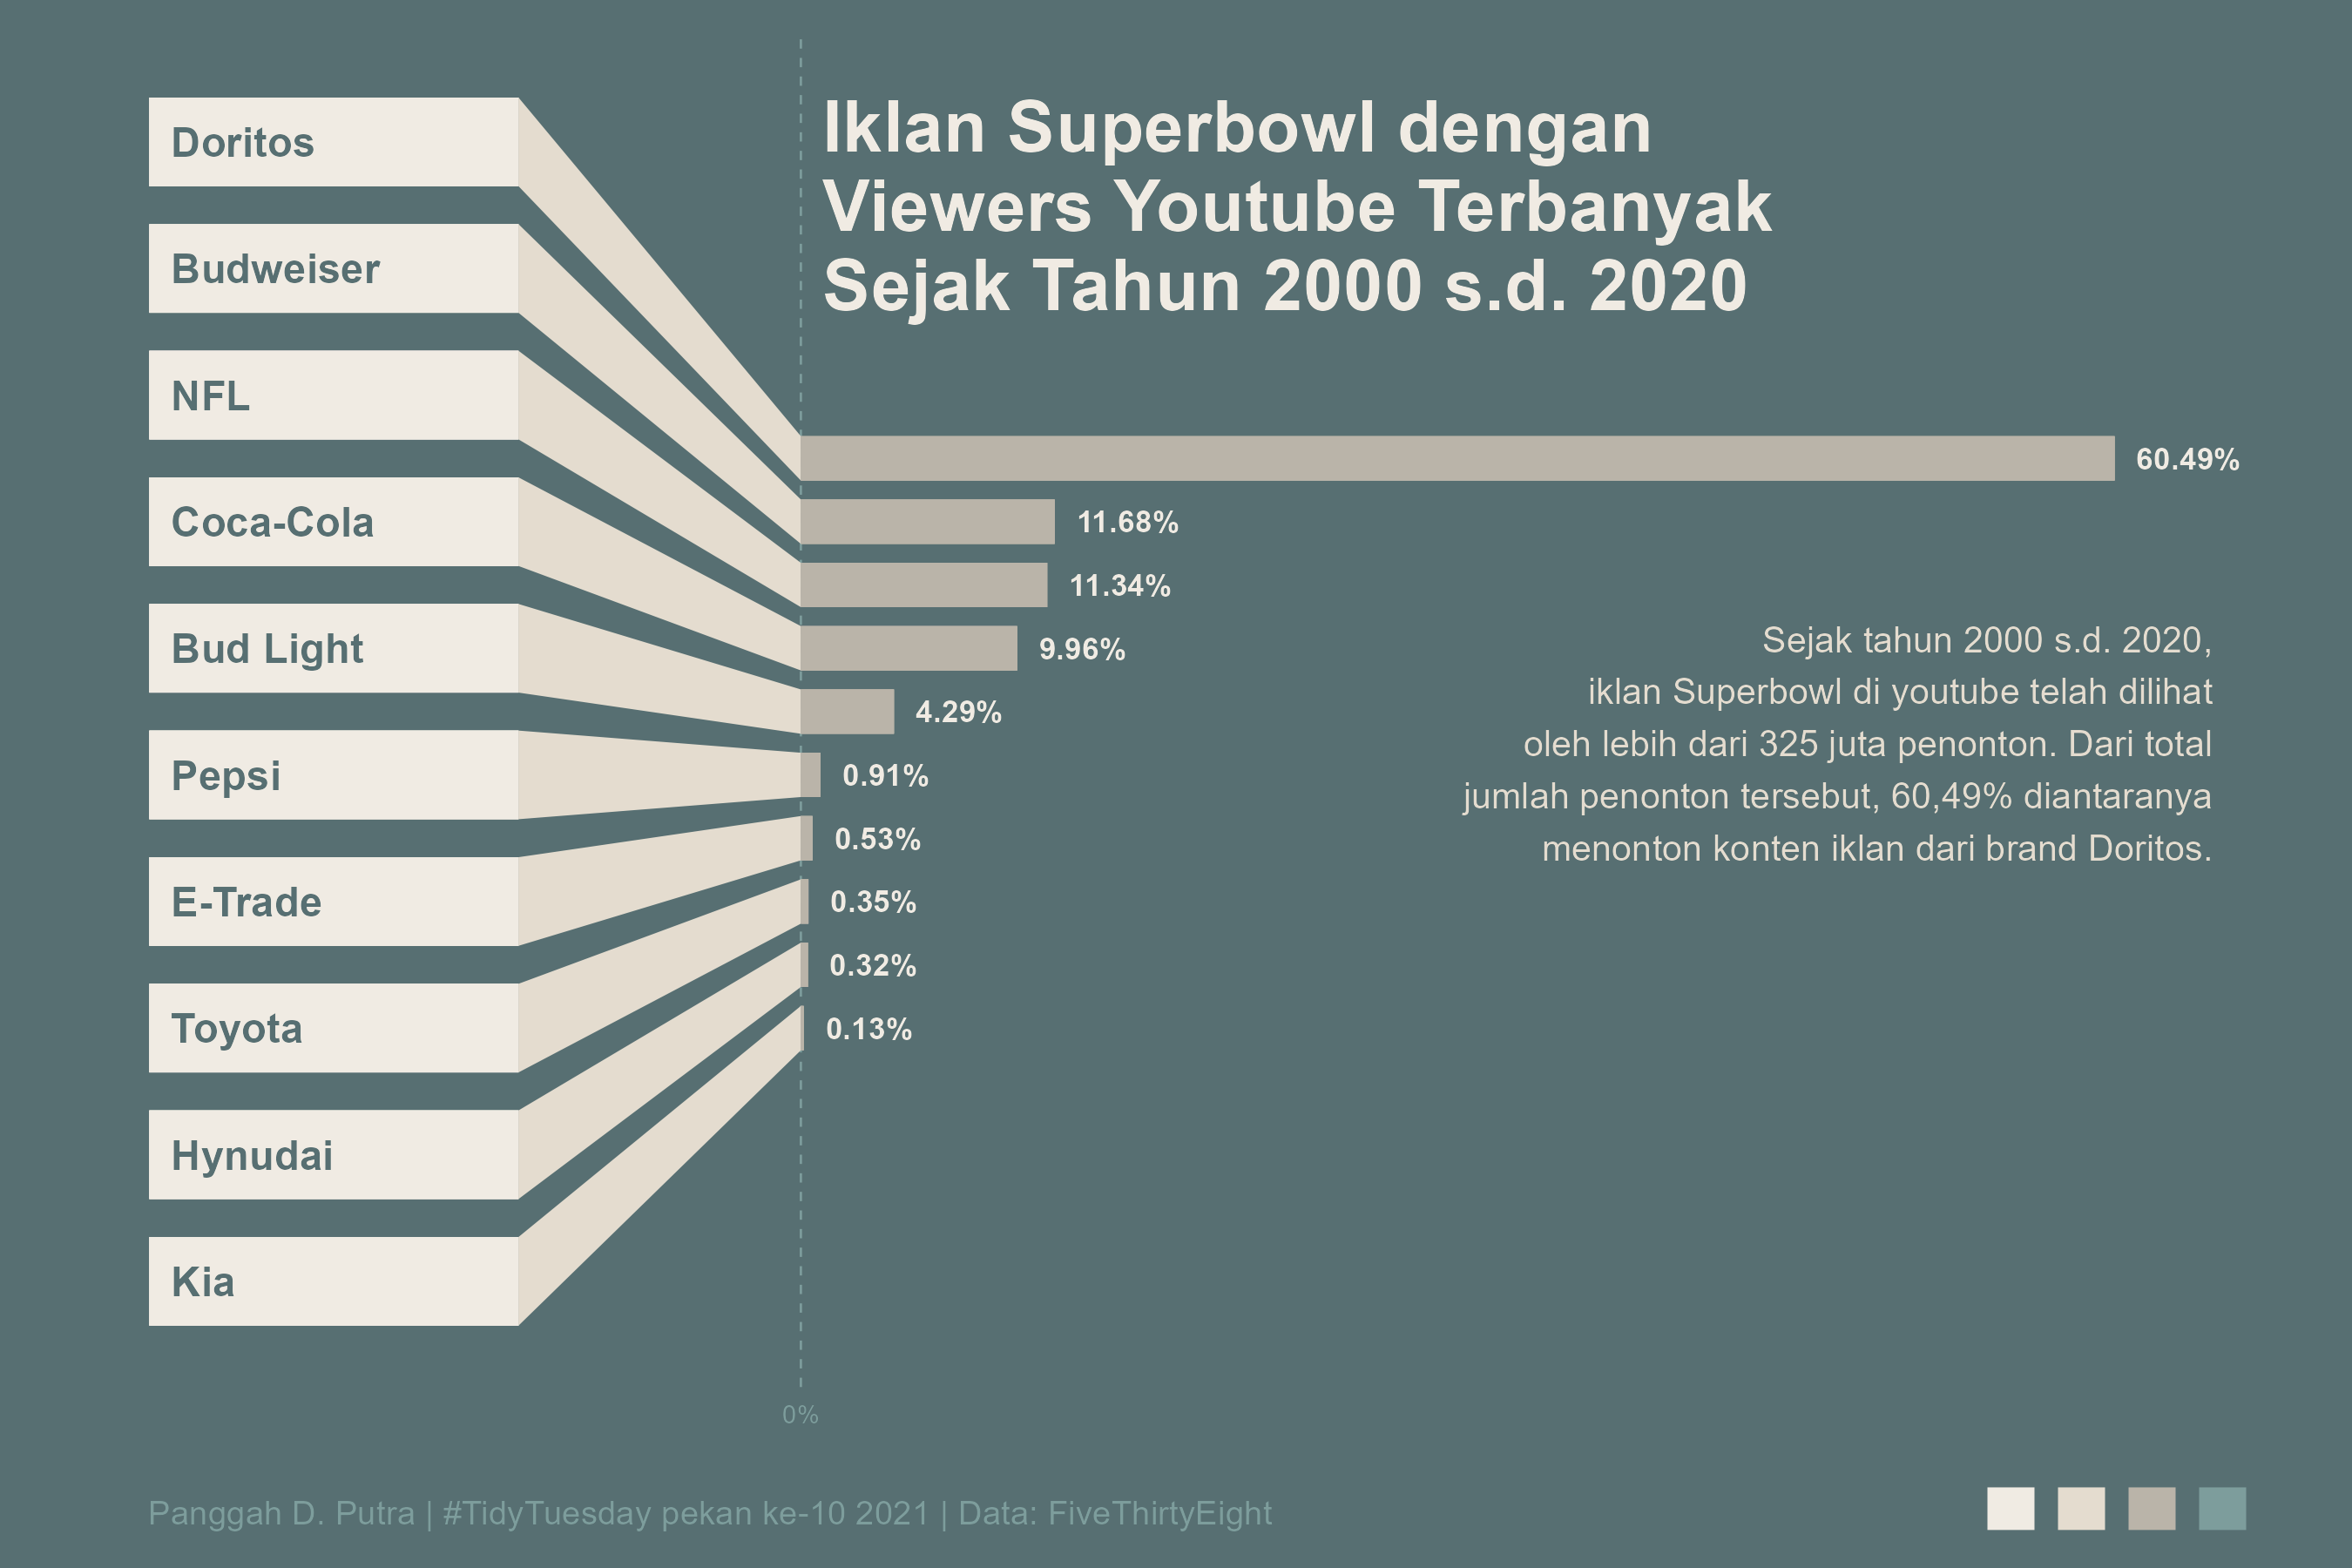 Iklan Superbowl dengan
Viewers Youtube Terbanyak
Sejak Tahun 2000 s.d. 2020
Doritos
60.49%
Budweiser
11.68%
NFL
11.34%
Coca-Cola
9.96%
Bud Light
4.29%
Pepsi
0.91%
E-Trade
0.53%
Toyota
0.35%
Hynudai
0.32%
Kia
0.13%
Sejak tahun 2000 s.d. 2020,
iklan Superbowl di youtube telah dilihat
oleh lebih dari 325 juta penonton. Dari total
jumlah penonton tersebut, 60,49% diantaranya
menonton konten iklan dari brand Doritos.
0%
Panggah D. Putra | #TidyTuesday pekan ke-10 2021 | Data: FiveThirtyEight